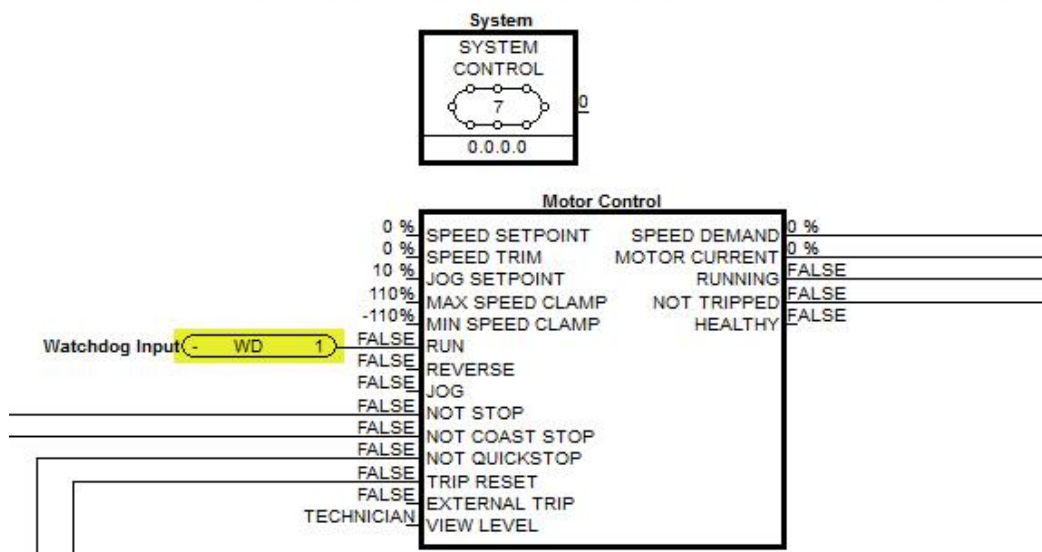 System
SYSTEM
CONTROL
7
0
0.0.0.0
Motor Control
0 % SPEED SETPOINT SPEED DEMAND 0 %
0 % SPEED TRIM MOTOR CURRENT 0 %
10 % JOG SETPOINT RUNNING FALSE
110% MAX SPEED CLAMP NOT TRIPPED FALSE
-110% MIN SPEED CLAMP HEALTHY FALSE
Watchdog Input - WD 1 FALSE RUN
FALSE REVERSE
FALSE JOG
FALSE NOT STOP
FALSE NOT COAST STOP
FALSE NOT QUICKSTOP
FALSE TRIP RESET
FALSE EXTERNAL TRIP
TECHNICIAN VIEW LEVEL